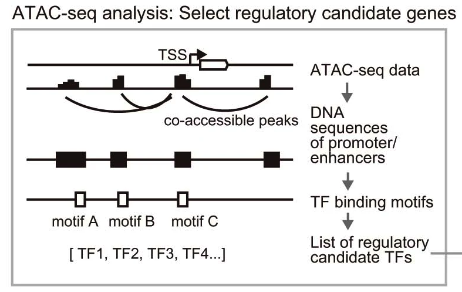 ATAC-seq analysis: Select regulatory candidate genes
TSS
ATAC-seq data
co-accessible peaks
DNA
sequences
of promoter/
enhancers
TF binding motifs
motif A motif B motif C
List of regulatory
candidate TFs
[ TF1, TF2, TF3, TF4...]